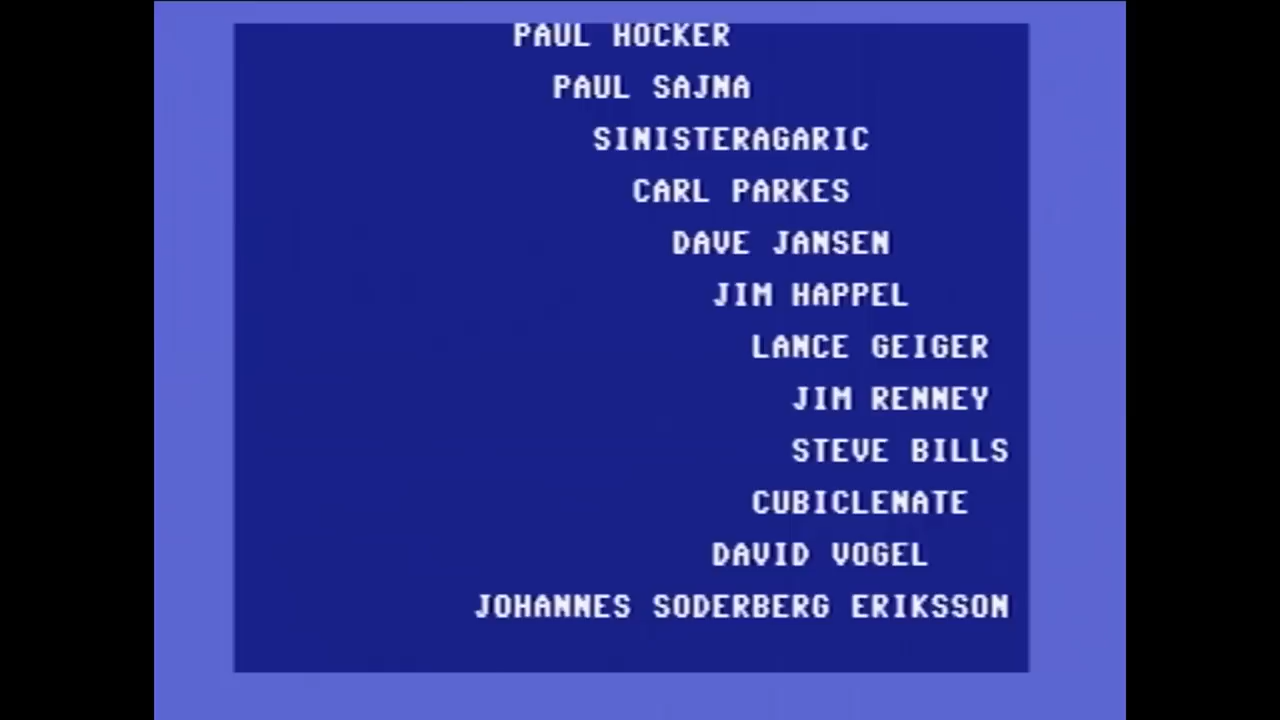 PAUL HOCKER
PAUL SAJNA
SINISTERAGARIC
CARL PARKES
DAVE JANSEN
JIM HAPPEL
LANCE GEIGER
JIM RENNEY
STEVE BILLS
CUBICLENATE
DAVID VOGEL
JOHANNES SODERBERG ERIKSSON